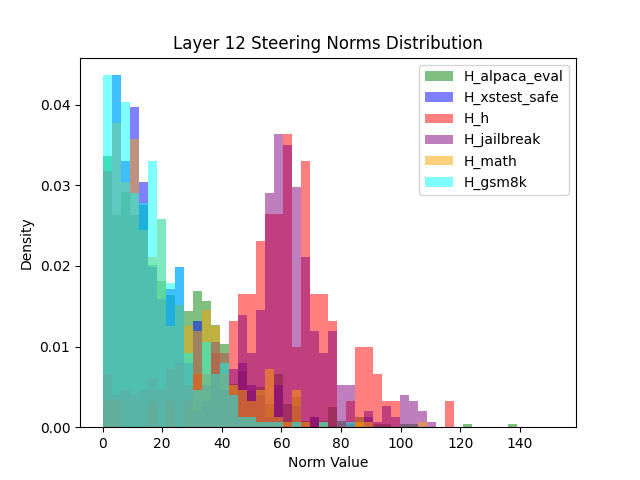 Layer 12 Steering Norms Distribution
H_alpaca_eval
H_xstest_safe
H_h
H_jailbreak
H_math
H_gsm8k
Density
0.04
0.03
0.02
0.01
0.00
0 20 40 60 80 100 120 140
Norm Value